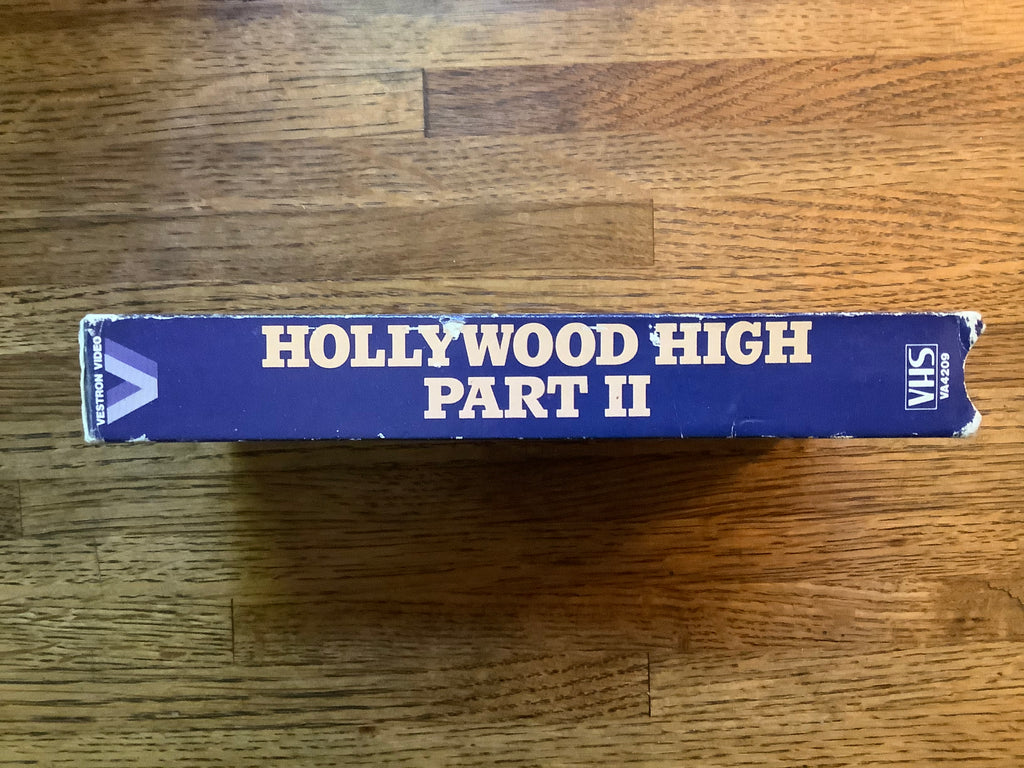 VESTRON VIDEO
HOLLYWOOD HIGH
PART II
VHS
VA4209